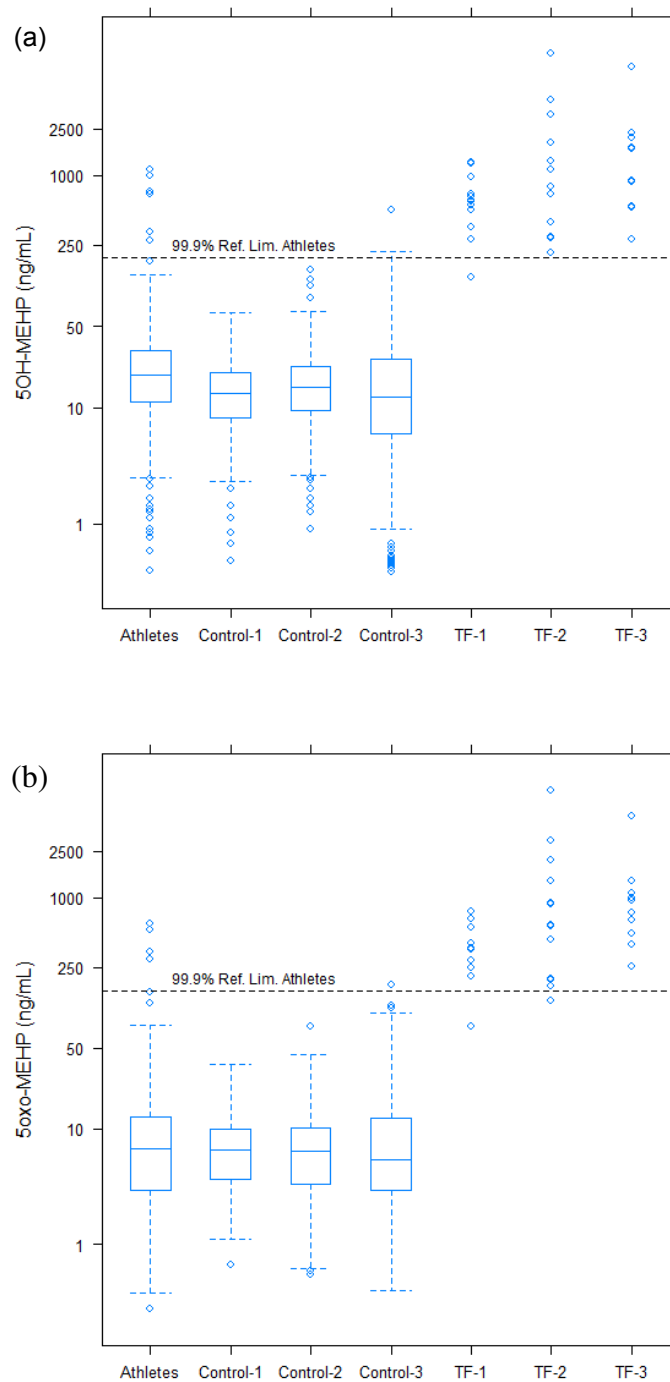 (a)
5OH-MEHP (ng/mL)
2500
1000
250
50
10
1
99.9% Ref. Lim. Athletes
Athletes Control-1 Control-2 Control-3 TF-1 TF-2 TF-3
(b)
5oxo-MEHP (ng/mL)
2500
1000
250
50
10
1
99.9% Ref. Lim. Athletes
Athletes Control-1 Control-2 Control-3 TF-1 TF-2 TF-3